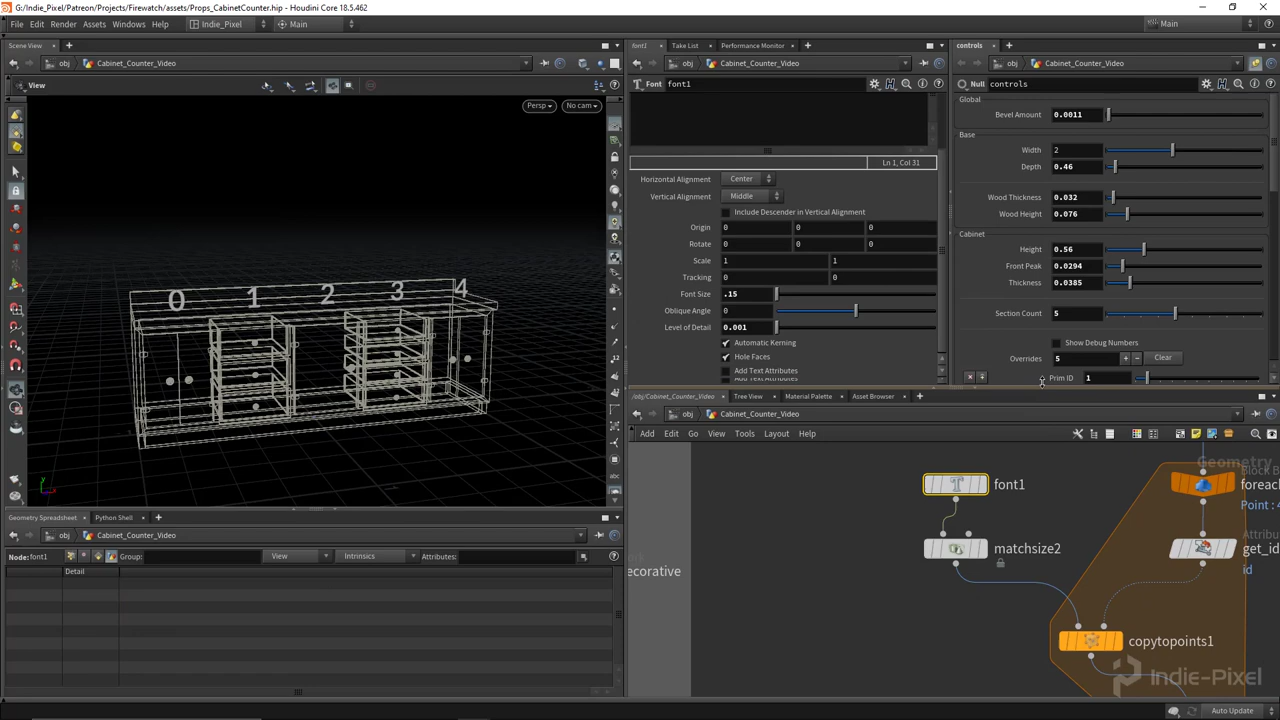 G:/Indie_Pixel/Patreon/Projects/Firewatch/assets/Props_CabinetCounter.hip - Houdini Core 18.5.462
File Edit Render Assets Windows Help Indie_Pixel Main Main
Scene View
obj Cabinet_Counter_Video
View
Persp No cam
0 1 2 3 4
Geometry Spreadsheet Python Shell
obj Cabinet_Counter_Video
Node: font1 Group: View Intrinsics Attributes:
Detail
font1 Take List Performance Monitor
obj Cabinet_Counter_Video
Font font1
Ln 1, Col 31
Horizontal Alignment Center
Vertical Alignment Middle
Include Descender in Vertical Alignment
Origin 0 0 0
Rotate 0 0 0
Scale 1 1
Tracking 0 0
Font Size .15
Oblique Angle 0
Level of Detail 0.001
Automatic Kerning
Hole Faces
Add Text Attributes
Add Font Attributes
controls
obj Cabinet_Counter_Video
Null controls
Global
Bevel Amount 0.0011
Base
Width 2
Depth 0.46
Wood Thickness 0.032
Wood Height 0.076
Cabinet
Height 0.56
Front Peak 0.0294
Thickness 0.0385
Section Count 5
Show Debug Numbers
Overrides 5 + - Clear
Prim ID 1
/obj/Cabinet_Counter_Video Tree View Material Palette Asset Browser
obj Cabinet_Counter_Video
Add Edit Go View Tools Layout Help
Geometry
Block B
font1
foreach
Point : 4
matchsize2
Attribu
get_id
id
ecorative
copytopoints1
Indie-Pixel
Auto Update